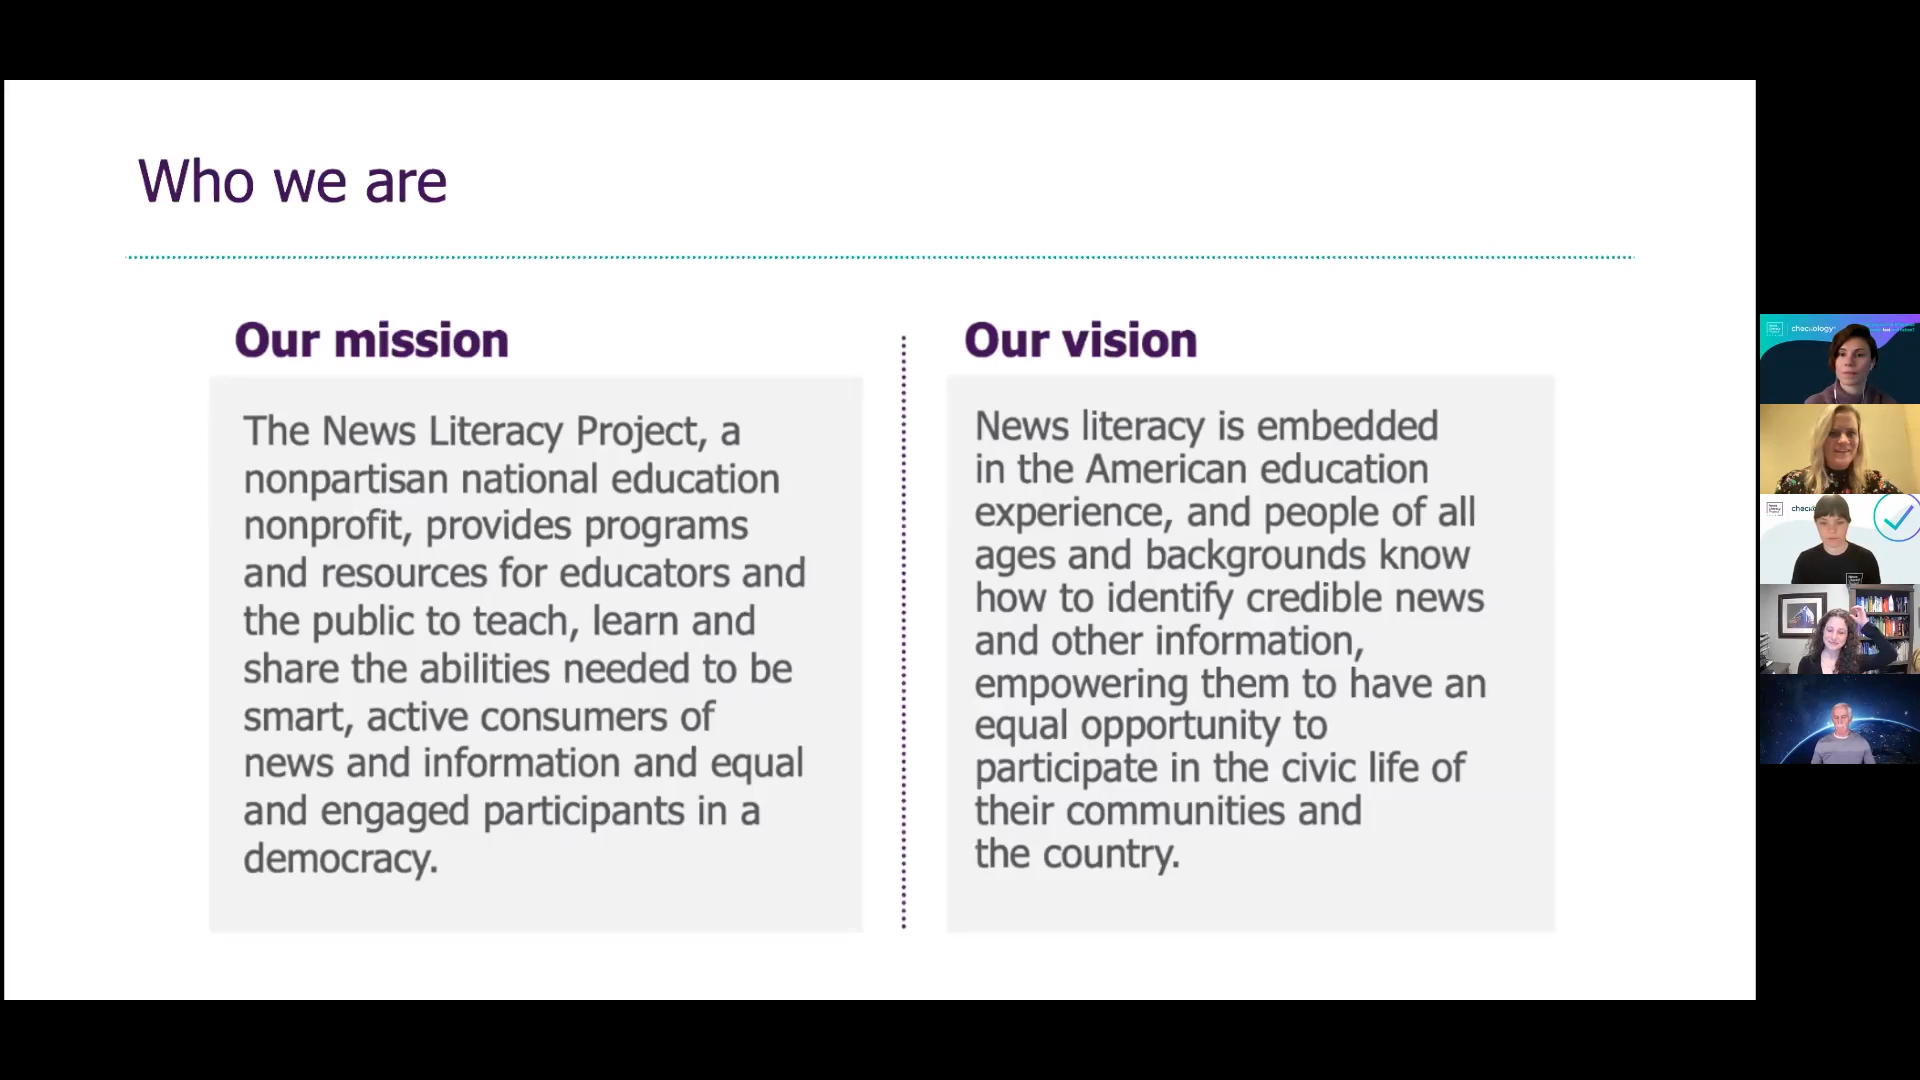 Who we are
Our mission
The News Literacy Project, a
nonpartisan national education
nonprofit, provides programs
and resources for educators and
the public to teach, learn and
share the abilities needed to be
smart, active consumers of
news and information and equal
and engaged participants in a
democracy.
Our vision
News literacy is embedded
in the American education
experience, and people of all
ages and backgrounds know
how to identify credible news
and other information,
empowering them to have an
equal opportunity to
participate in the civic life of
their communities and
the country.
checkology